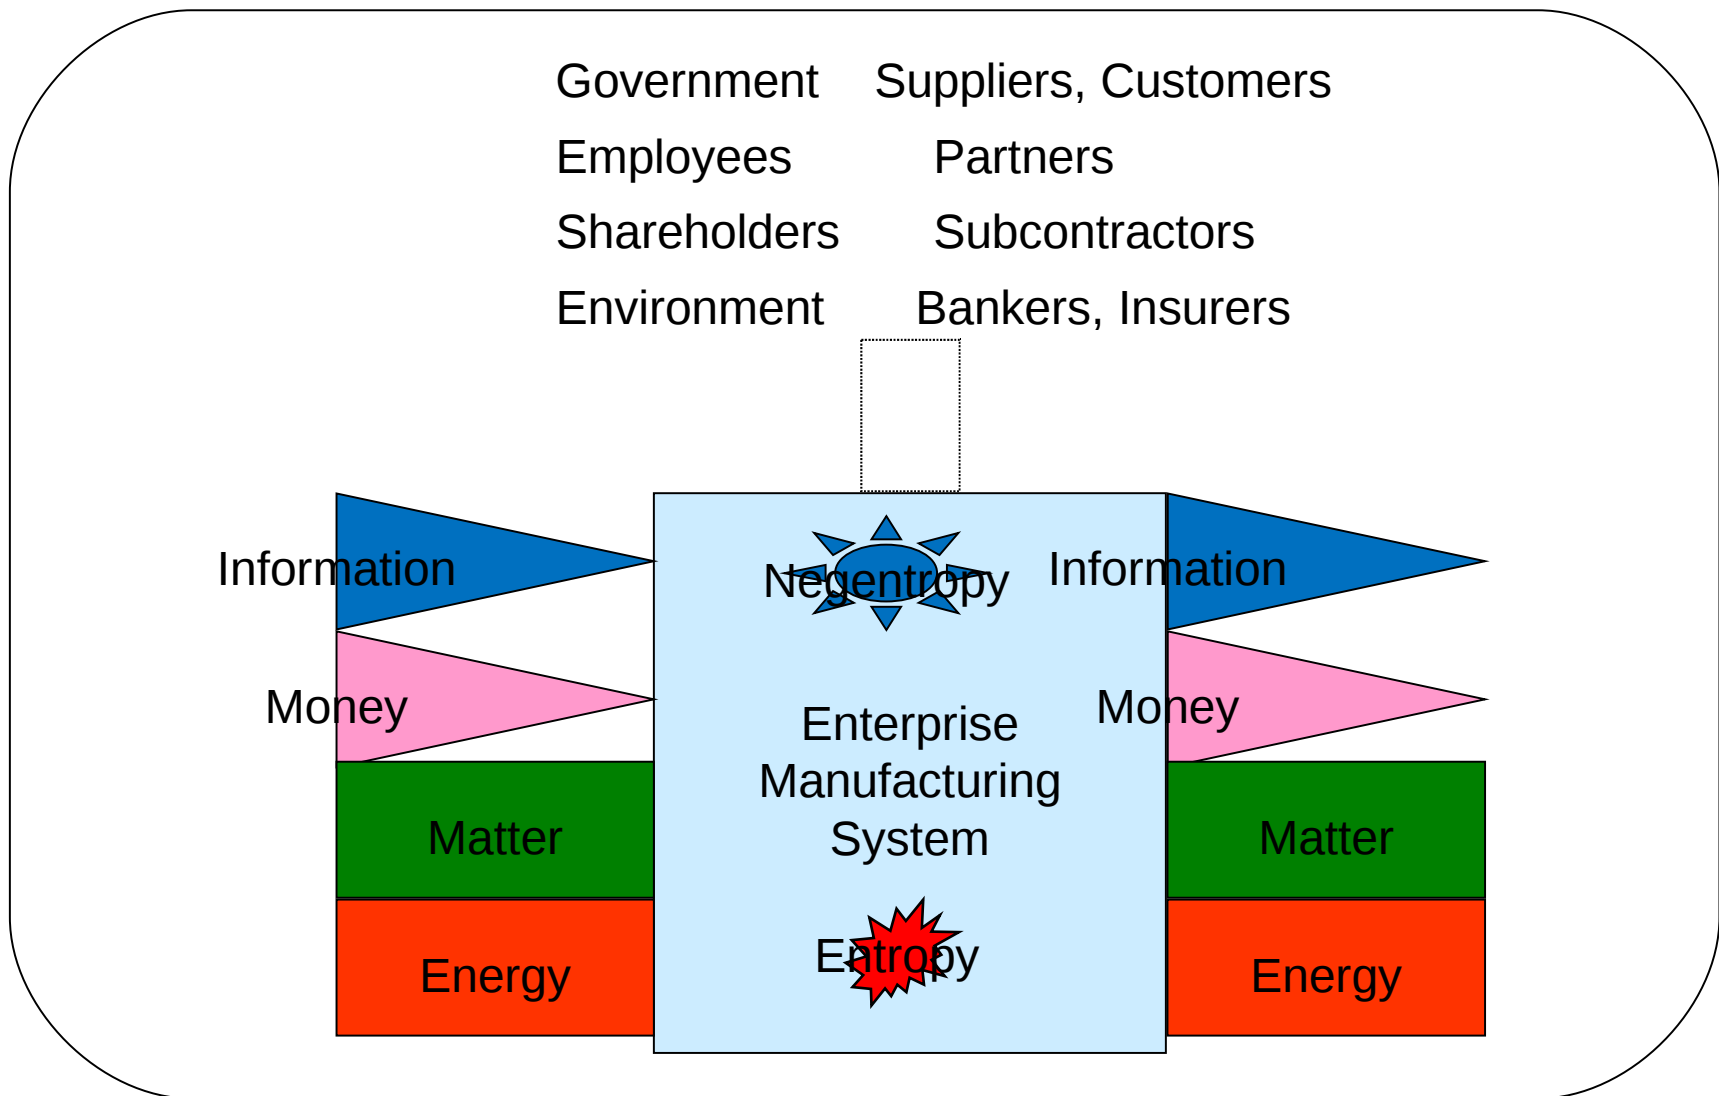 Government Suppliers, Customers
Employees Partners
Shareholders Subcontractors
Environment Bankers, Insurers
Information Negentropy Information
Money Money
Enterprise
Manufacturing
System
Matter Matter
Entropy
Energy Energy